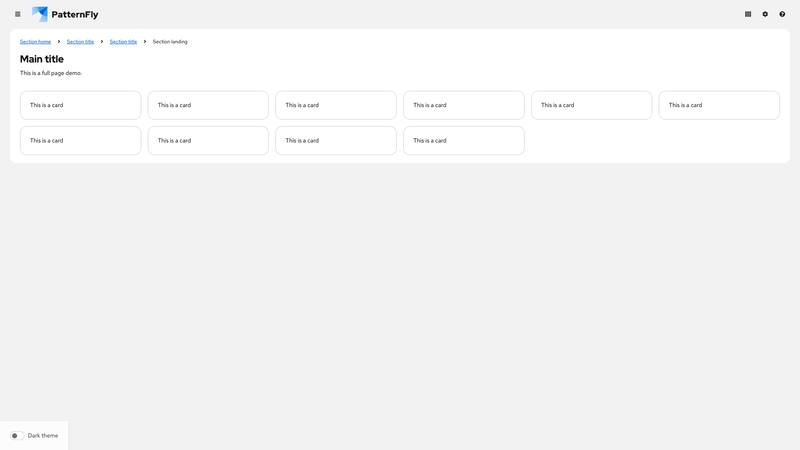 PatternFly
Section home Section title Section title Section landing
Main title
This is a full page demo.
This is a card This is a card This is a card This is a card This is a card This is a card
This is a card This is a card This is a card This is a card
Dark theme